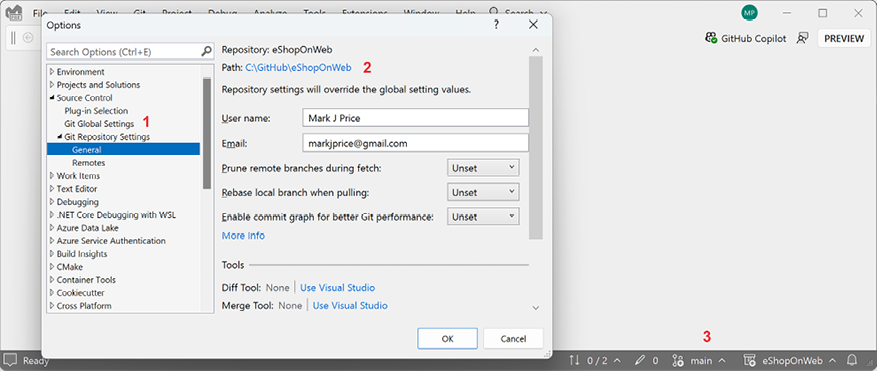 File View Git Project Debug Analyze Tools Extensions Window Help Search
MP
Options
GitHub Copilot
PREVIEW
Search Options (Ctrl+E)
Environment
Projects and Solutions
Source Control
Plug-in Selection
Git Global Settings
1
Git Repository Settings
General
Remotes
Work Items
Text Editor
Debugging
.NET Core Debugging with WSL
Azure Data Lake
Azure Service Authentication
Build Insights
CMake
Container Tools
Cookiecutter
Cross Platform
Repository: eShopOnWeb
Path: C:\GitHub\eShopOnWeb
2
Repository settings will override the global setting values.
User name: Mark J Price
Email: markjprice@gmail.com
Prune remote branches during fetch: Unset
Rebase local branch when pulling: Unset
Enable commit graph for better Git performance: Unset
More Info
Tools
Diff Tool: None | Use Visual Studio
Merge Tool: None | Use Visual Studio
OK
Cancel
3
Ready
0 / 2
0
main
eShopOnWeb